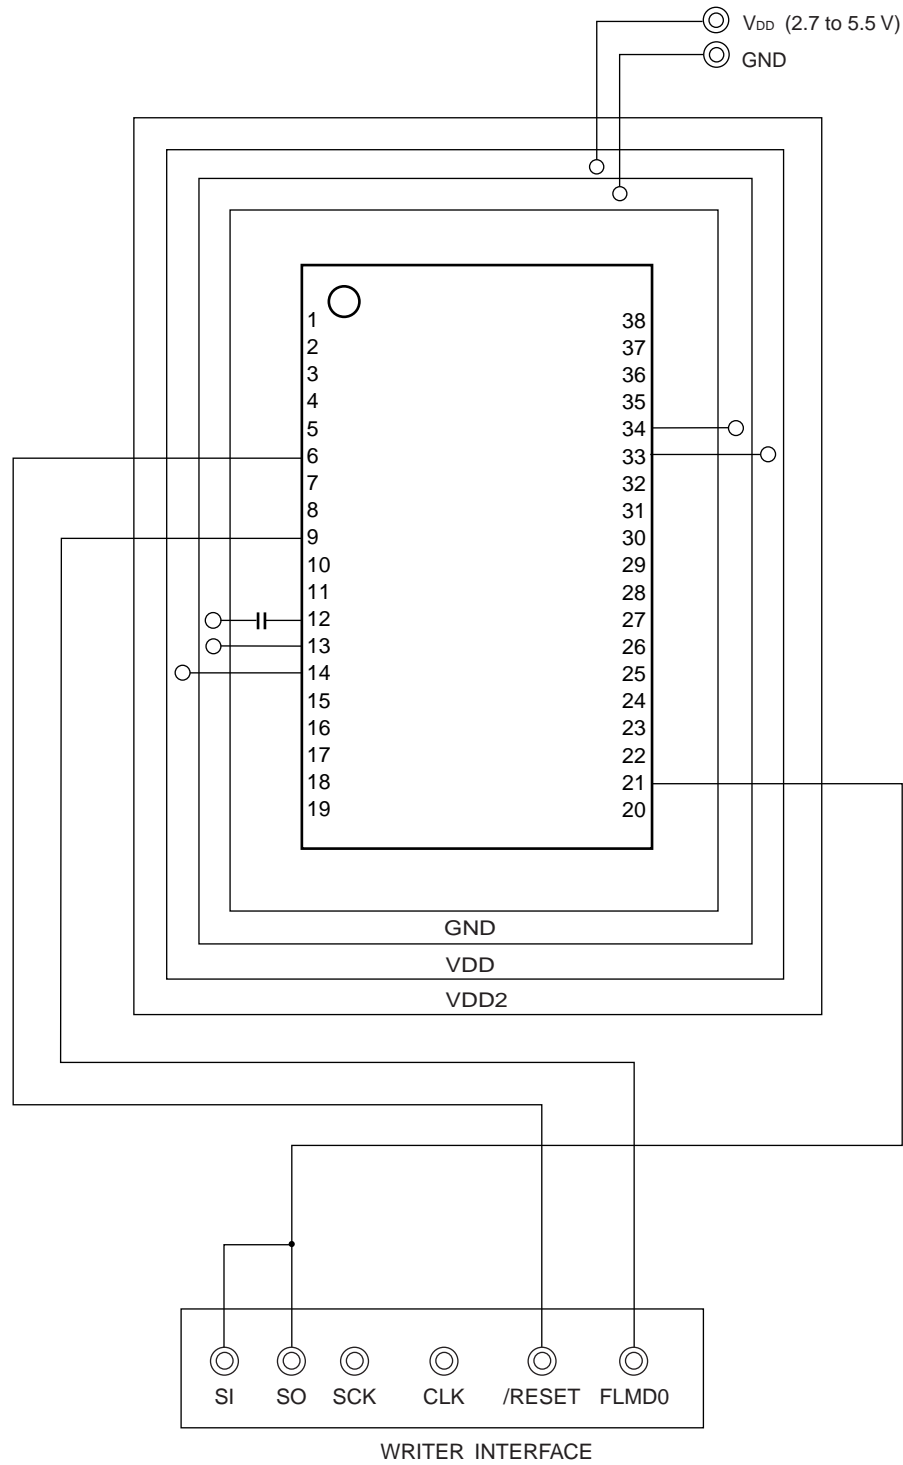 VDD (2.7 to 5.5 V)
GND
1 38
2 37
3 36
4 35
5 34
6 33
7 32
8 31
9 30
10 29
11 28
12 27
13 26
14 25
15 24
16 23
17 22
18 21
19 20
GND
VDD
VDD2
SI SO SCK CLK /RESET FLMD0
WRITER INTERFACE